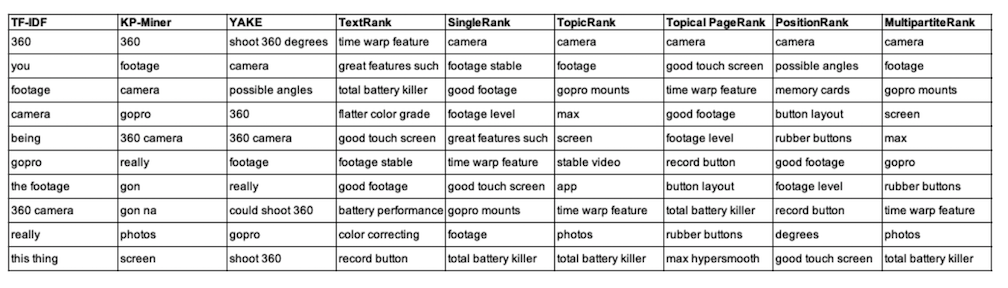 TF-IDF KP-Miner YAKE TextRank SingleRank TopicRank Topical PageRank PositionRank MultipartiteRank
360 360 shoot 360 degrees time warp feature camera camera camera camera camera
you footage camera great features such footage stable footage good touch screen possible angles footage
footage camera possible angles total battery killer good footage gopro mounts time warp feature memory cards gopro mounts
camera gopro 360 flatter color grade footage level max good footage button layout screen
being 360 camera 360 camera good touch screen great features such screen footage level rubber buttons max
gopro really footage footage stable time warp feature stable video record button good footage gopro
the footage gon really good footage good touch screen app button layout footage level rubber buttons
360 camera gon na could shoot 360 battery performance gopro mounts time warp feature total battery killer record button time warp feature
really photos gopro color correcting footage photos rubber buttons degrees photos
this thing screen shoot 360 record button total battery killer total battery killer max hypersmooth good touch screen total battery killer